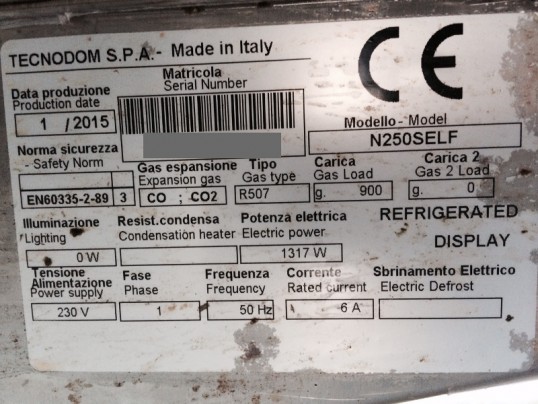 TECNODOM S.P.A.- Made in Italy
CE
Data produzione
Production date
1 / 2015
Matricola
Serial Number
Modello - Model
N250SELF
Norma sicurezza
- Safety Norm
EN60335-2-89 3
Gas espansione
Expansion gas
CO ; CO2
Tipo
Gas type
R507
Carica
Gas Load
g. 900
Carica 2
Gas 2 Load
g. 0
Illuminazione
Lighting
0 W
Resist.condensa
Condensation heater
Potenza elettrica
Electric power
1317 W
REFRIGERATED
DISPLAY
Tensione
Alimentazione
Power supply
230 V
Fase
Phase
1
Frequenza
Frequency
50 Hz
Corrente
Rated current
6 A
Sbrinamento Elettrico
Electric Defrost